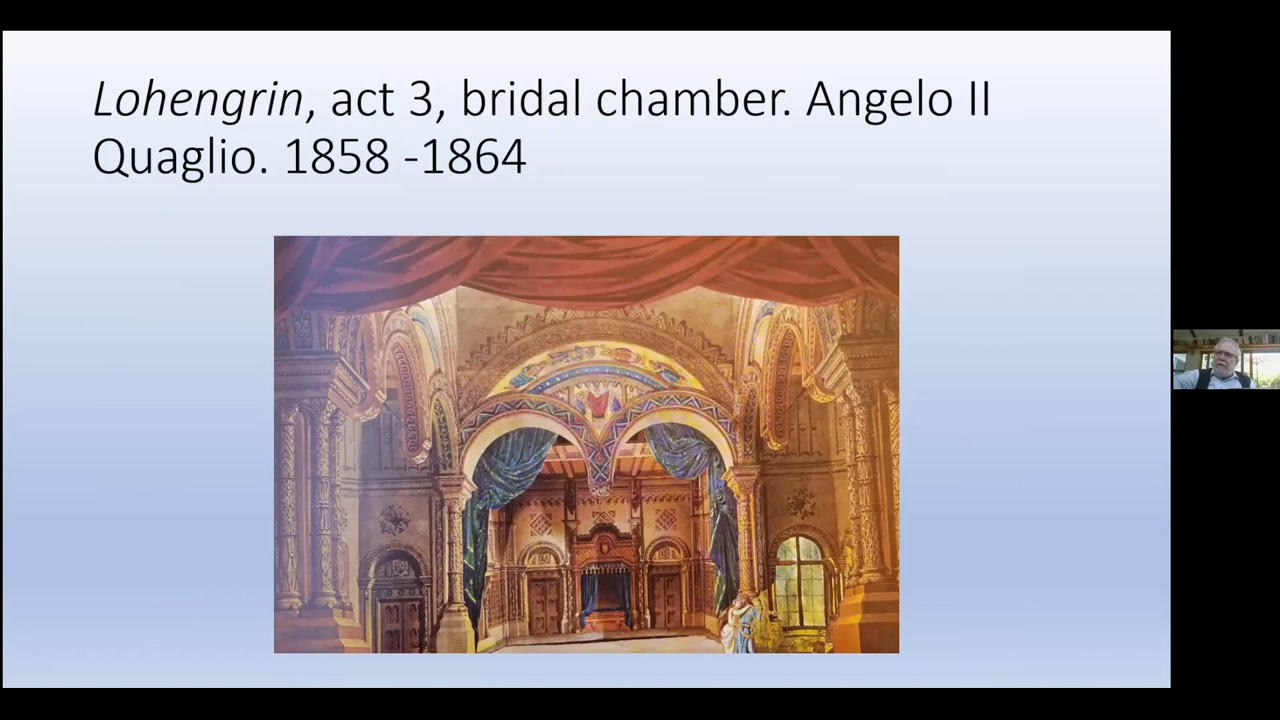 Lohengrin, act 3, bridal chamber. Angelo II
Quaglio. 1858 -1864